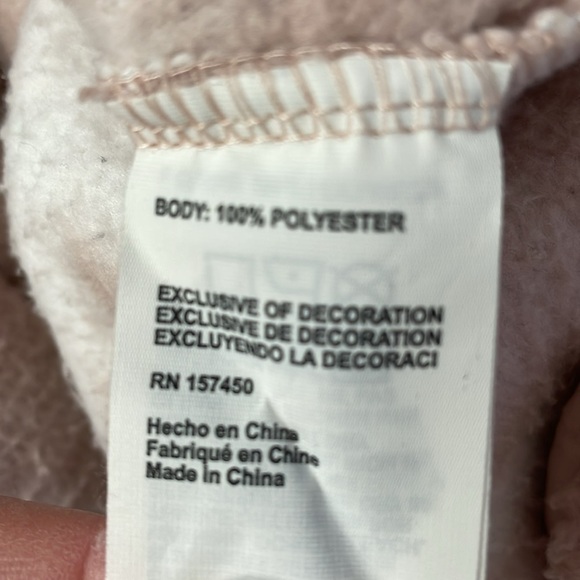 BODY: 100% POLYESTER
EXCLUSIVE OF DECORATION
EXCLUSIVE DE DECORATION
EXCLUYENDO LA DECORACI
RN 157450
Hecho en China
Fabriqué en Chine
Made in China